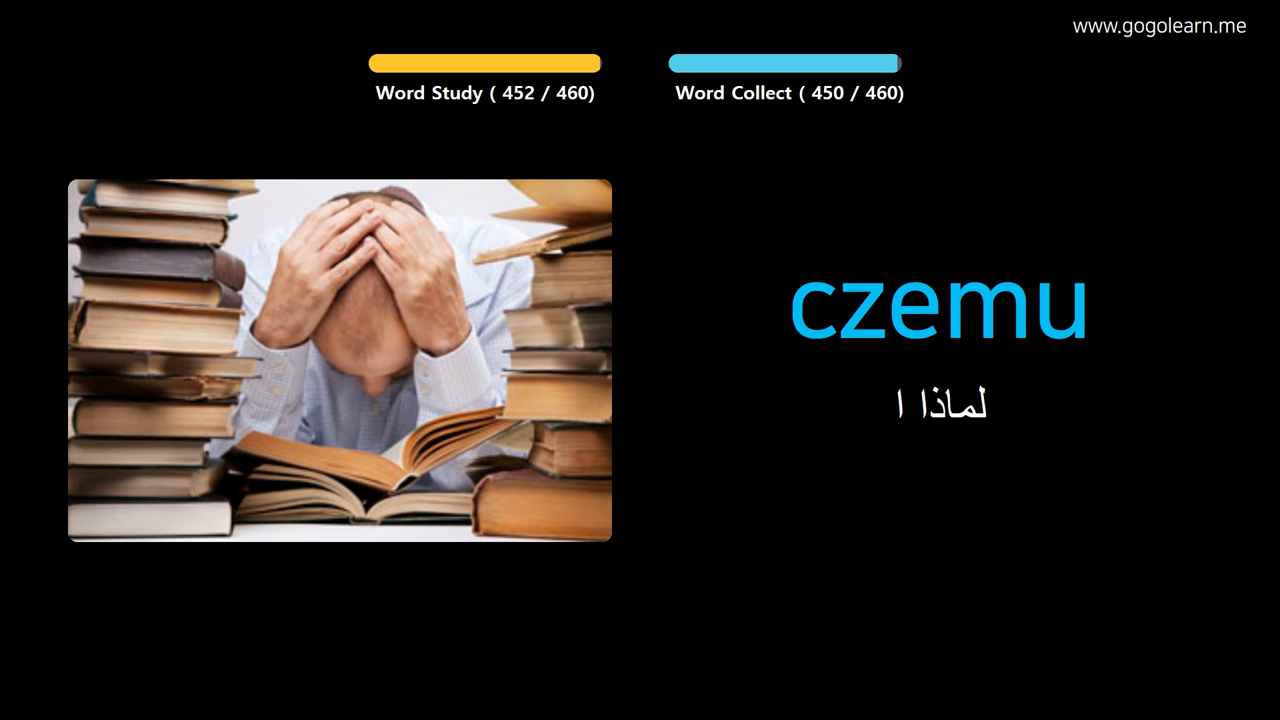 www.gogolearn.me
Word Study ( 452 / 460)
Word Collect ( 450 / 460)
czemu
لماذا ا